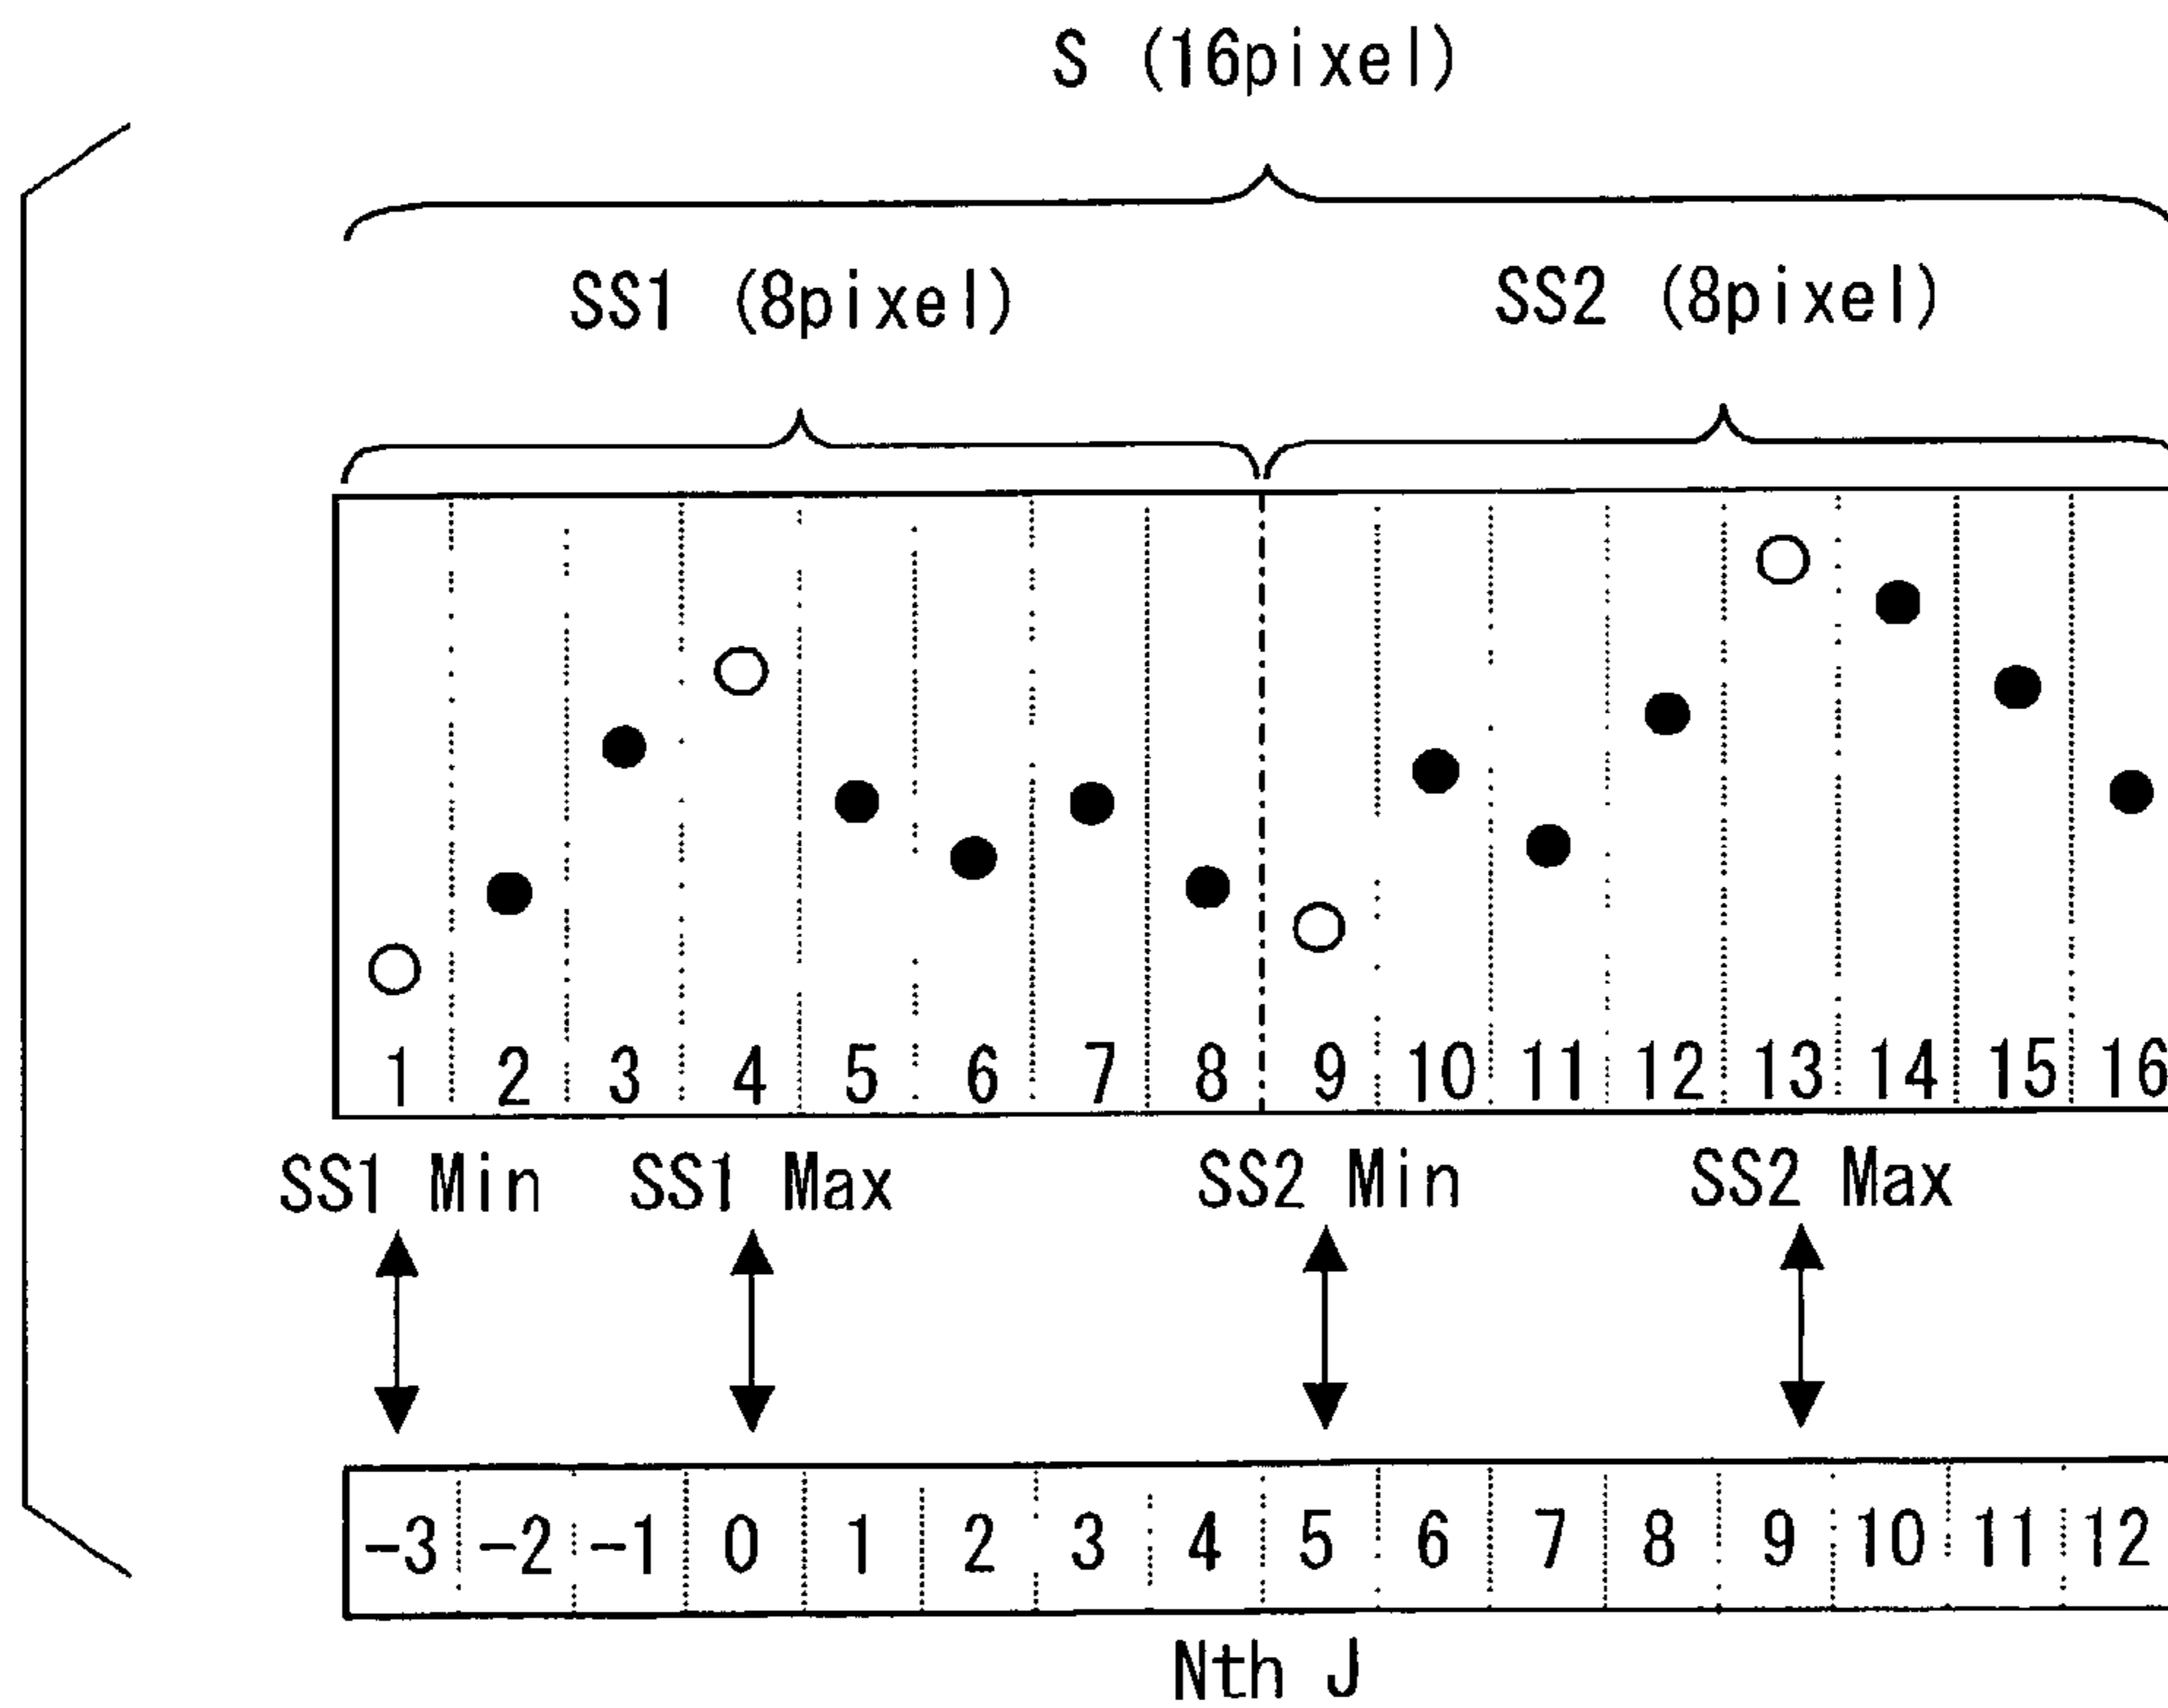 S (16pixel)
SS1 (8pixel) SS2 (8pixel)
1 2 3 4 5 6 7 8 9 10 11 12 13 14 15 16
SS1 Min SS1 Max SS2 Min SS2 Max
-3 -2 -1 0 1 2 3 4 5 6 7 8 9 10 11 12
Nth J